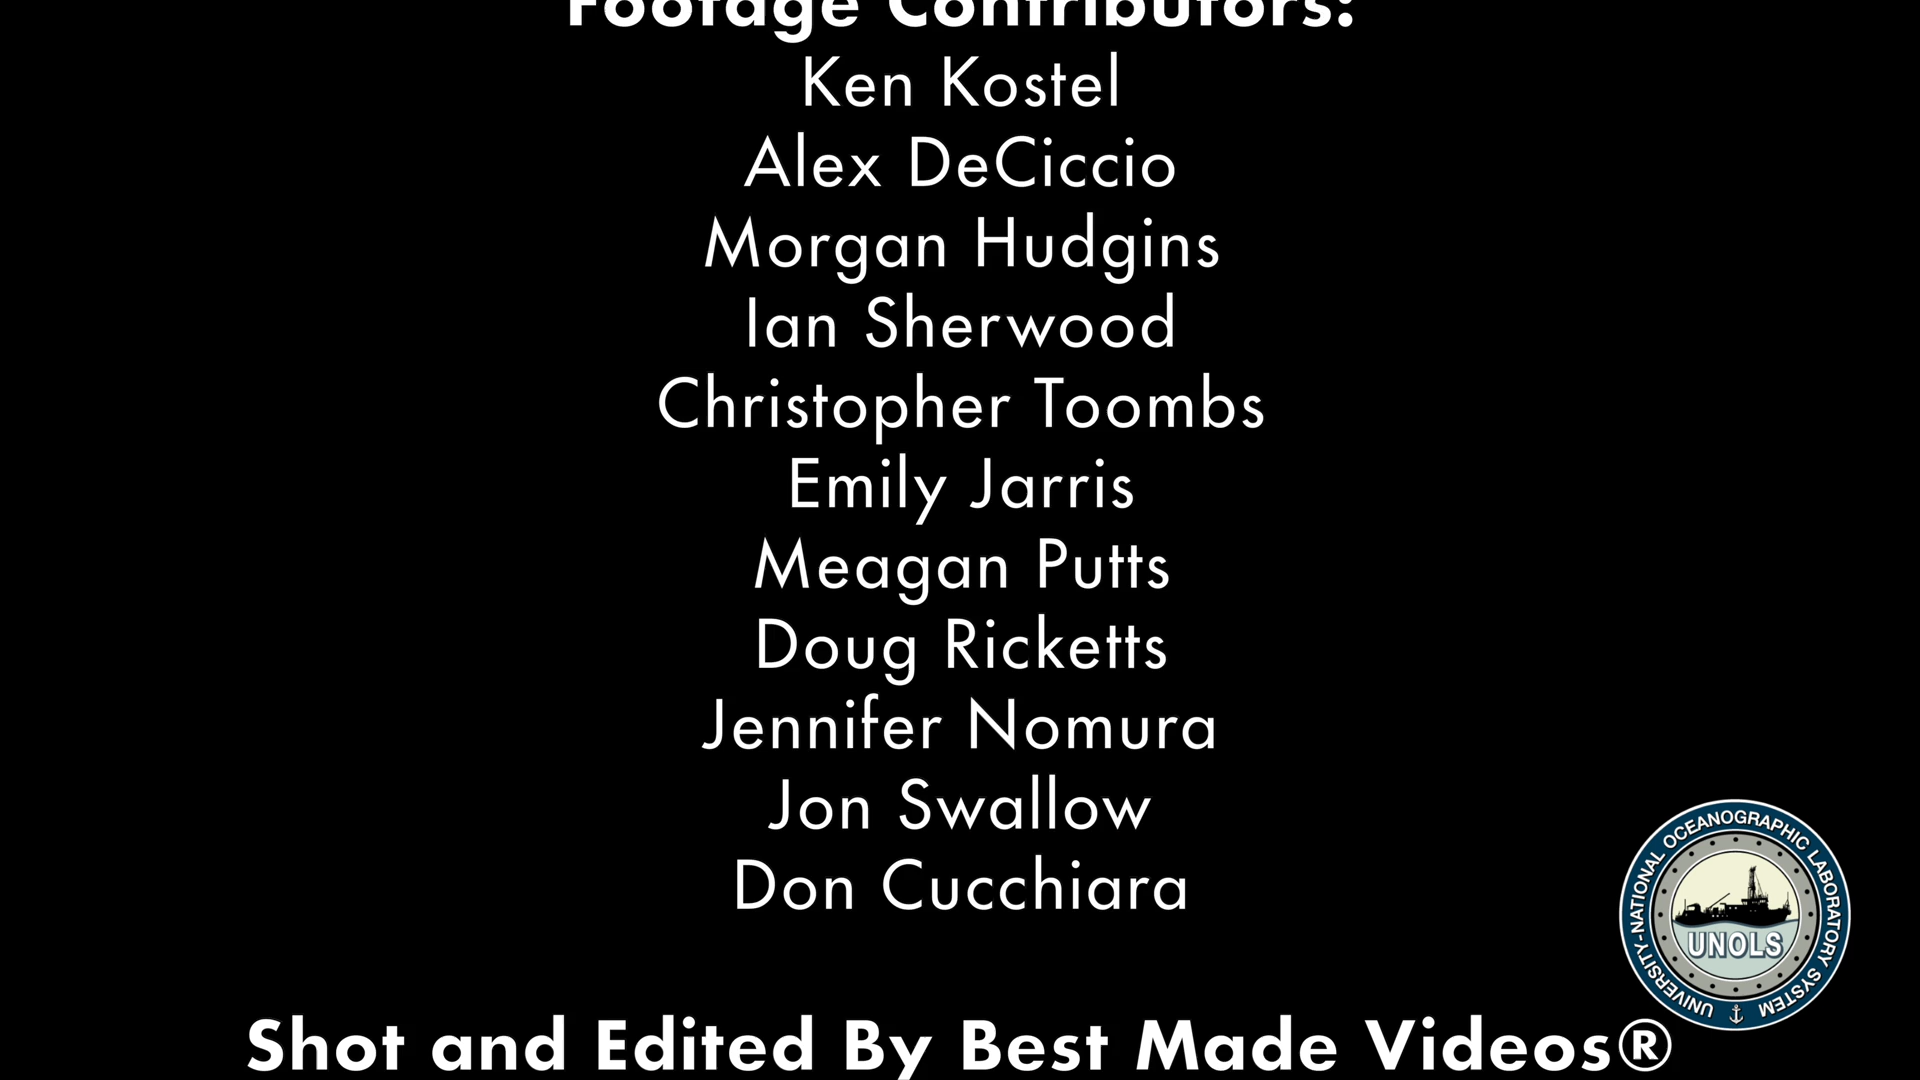 Footage Contributors:
Ken Kostel
Alex DeCiccio
Morgan Hudgins
Ian Sherwood
Christopher Toombs
Emily Jarris
Meagan Putts
Doug Ricketts
Jennifer Nomura
Jon Swallow
Don Cucchiara
UNIVERSITY-NATIONAL OCEANOGRAPHIC LABORATORY SYSTEM
UNOLS
Shot and Edited By Best Made Videos®